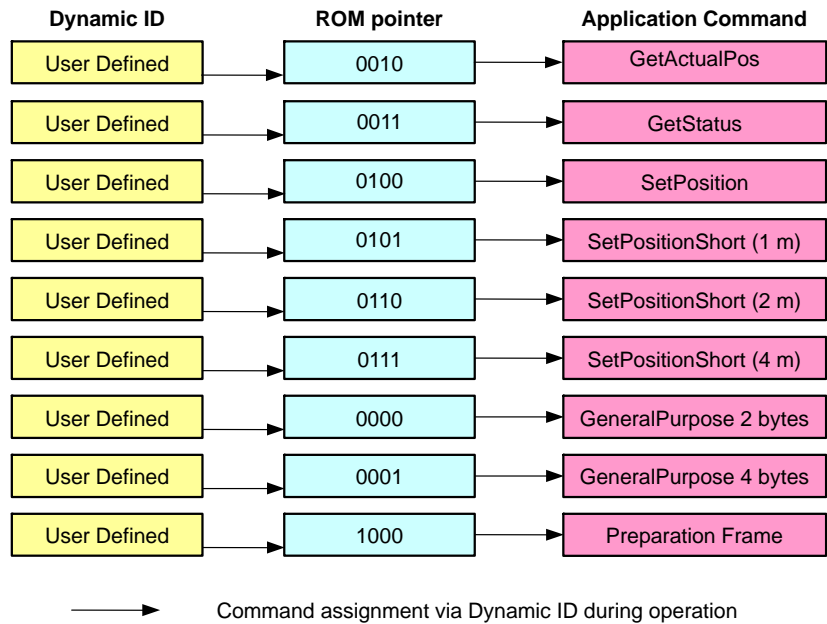 Dynamic ID ROM pointer Application Command
User Defined 0010 GetActualPos
User Defined 0011 GetStatus
User Defined 0100 SetPosition
User Defined 0101 SetPositionShort (1 m)
User Defined 0110 SetPositionShort (2 m)
User Defined 0111 SetPositionShort (4 m)
User Defined 0000 GeneralPurpose 2 bytes
User Defined 0001 GeneralPurpose 4 bytes
User Defined 1000 Preparation Frame
Command assignment via Dynamic ID during operation